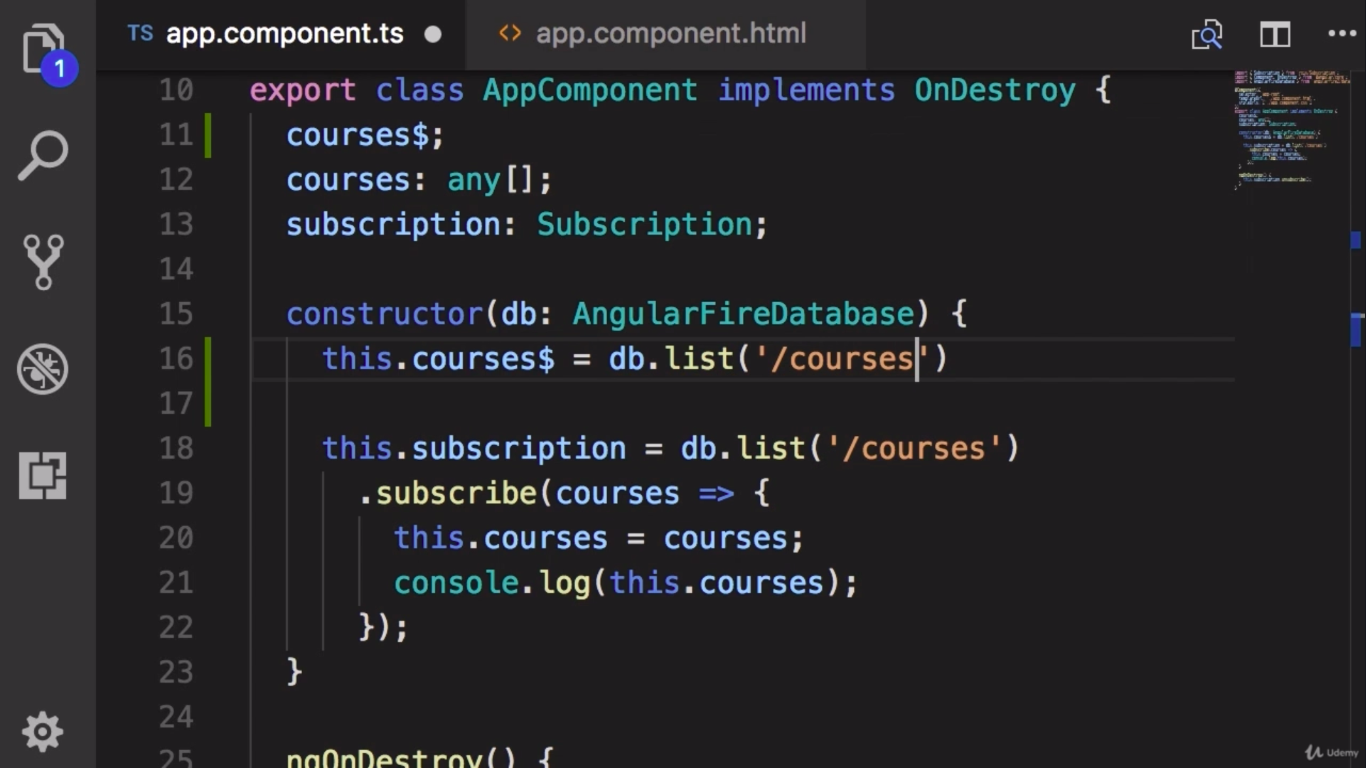 TS app.component.ts
<> app.component.html
1
10 export class AppComponent implements OnDestroy {
11 courses$;
12 courses: any[];
13 subscription: Subscription;
14
15 constructor(db: AngularFireDatabase) {
16 this.courses$ = db.list('/courses')
17
18 this.subscription = db.list('/courses')
19 .subscribe(courses => {
20 this.courses = courses;
21 console.log(this.courses);
22 });
23 }
24
25 ngOnDestroy() {
Udemy